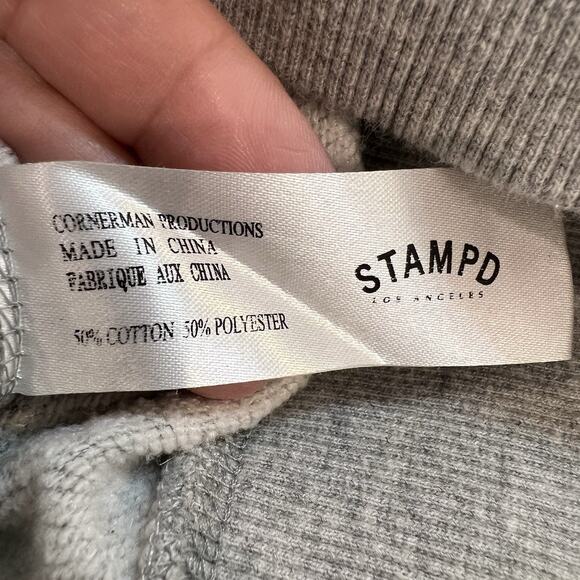 CORNERMAN PRODUCTIONS
MADE IN CHINA
FABRIQUE AUX CHINA
50% COTTON 50% POLYESTER
STAMPD
LOS ANGELES